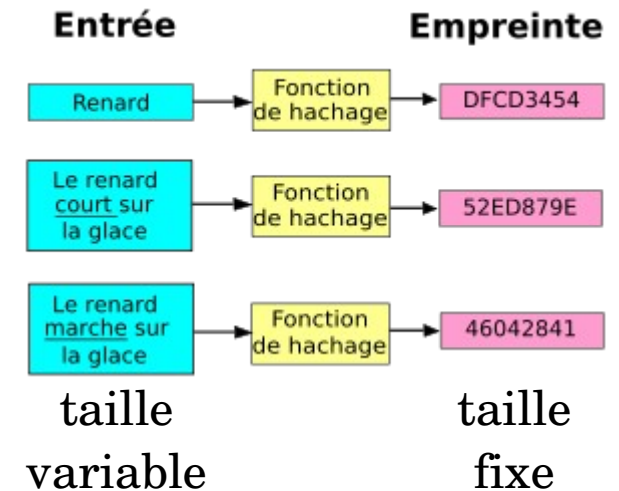 Entrée
Empreinte
Renard
Fonction
de hachage
DFCD3454
Le renard
court sur
la glace
Fonction
de hachage
52ED879E
Le renard
marche sur
la glace
Fonction
de hachage
46042841
taille
variable
taille
fixe